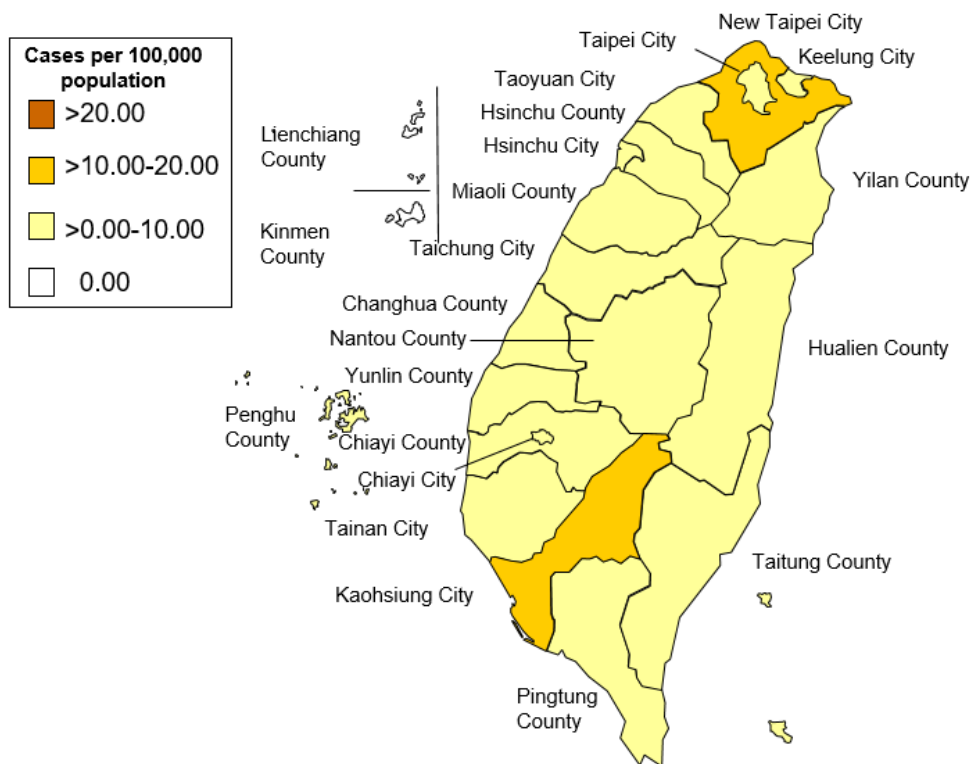 Cases per 100,000
population
>20.00
>10.00-20.00
>0.00-10.00
0.00
New Taipei City
Taipei City
Keelung City
Taoyuan City
Hsinchu County
Hsinchu City
Lienchiang
County
Miaoli County
Yilan County
Kinmen
County
Taichung City
Changhua County
Nantou County
Hualien County
Yunlin County
Penghu
County
Chiayi County
Chiayi City
Tainan City
Taitung County
Kaohsiung City
Pingtung
County